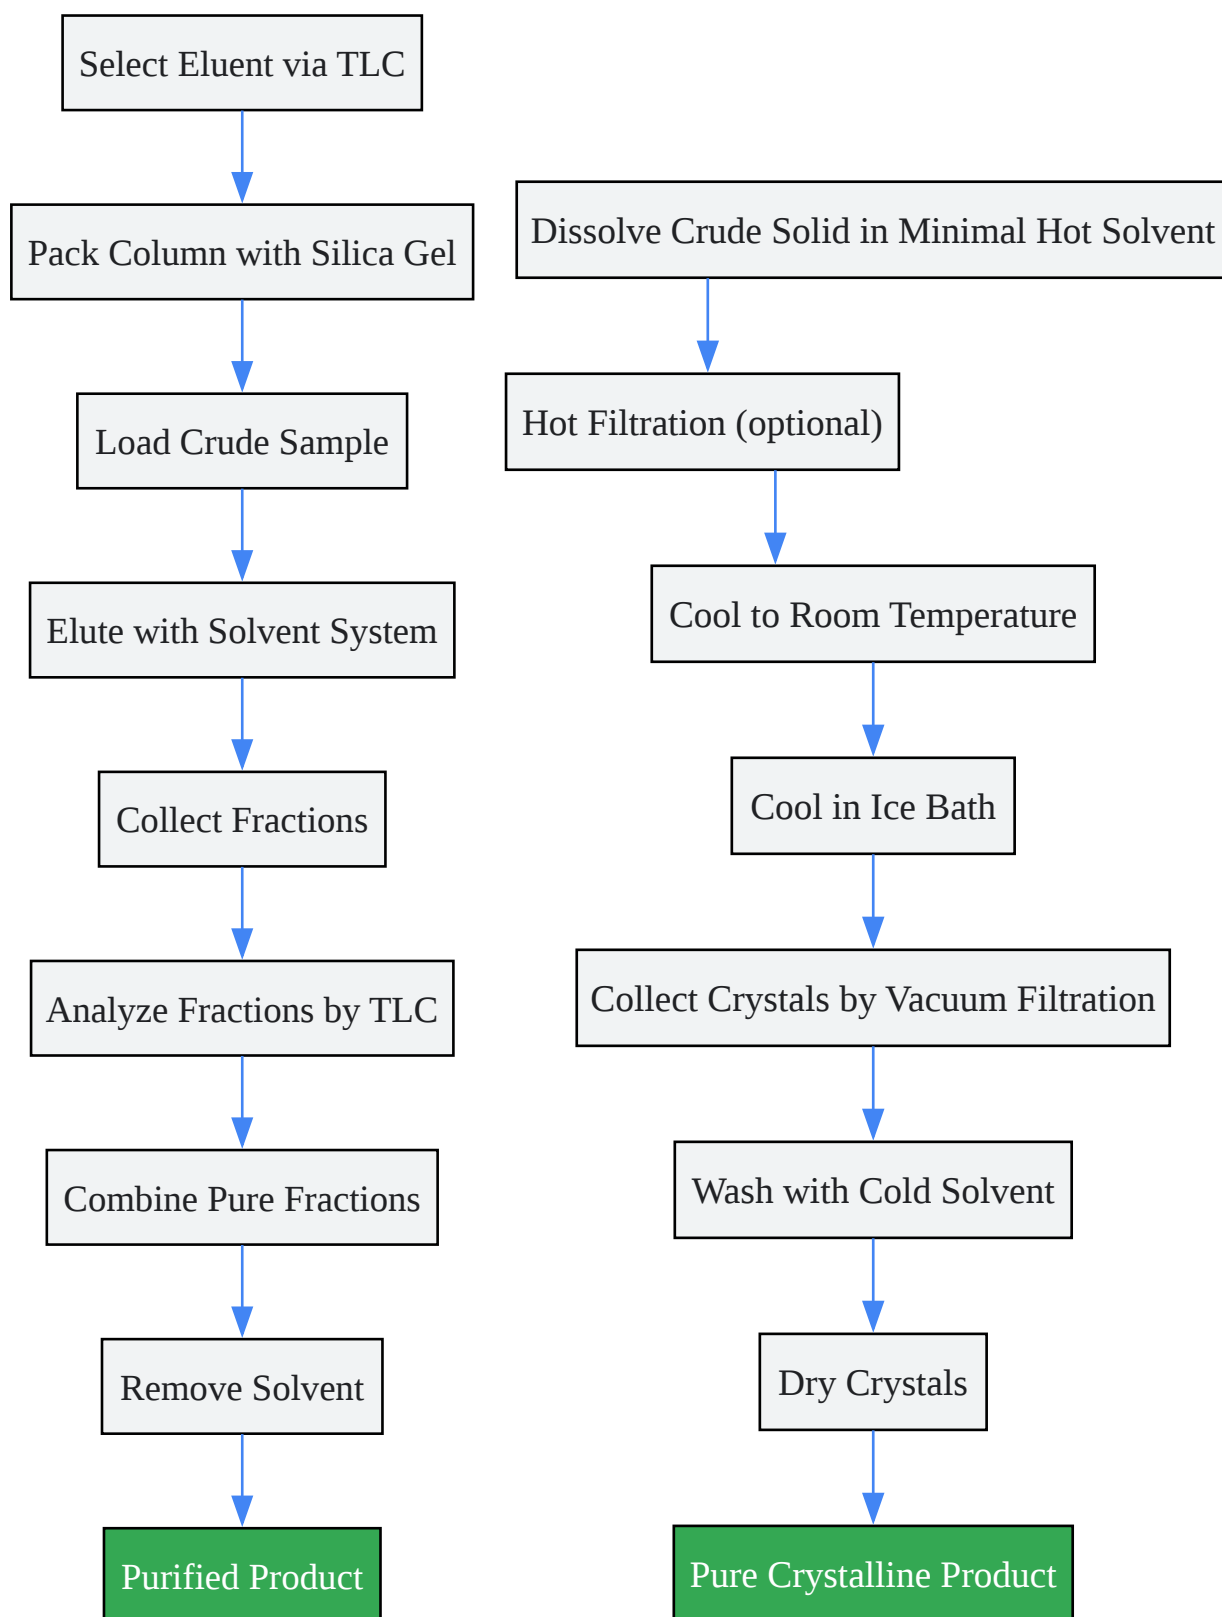 Select Eluent via TLC
Pack Column with Silica Gel
Load Crude Sample
Elute with Solvent System
Collect Fractions
Analyze Fractions by TLC
Combine Pure Fractions
Remove Solvent
Purified Product
Dissolve Crude Solid in Minimal Hot Solvent
Hot Filtration (optional)
Cool to Room Temperature
Cool in Ice Bath
Collect Crystals by Vacuum Filtration
Wash with Cold Solvent
Dry Crystals
Pure Crystalline Product